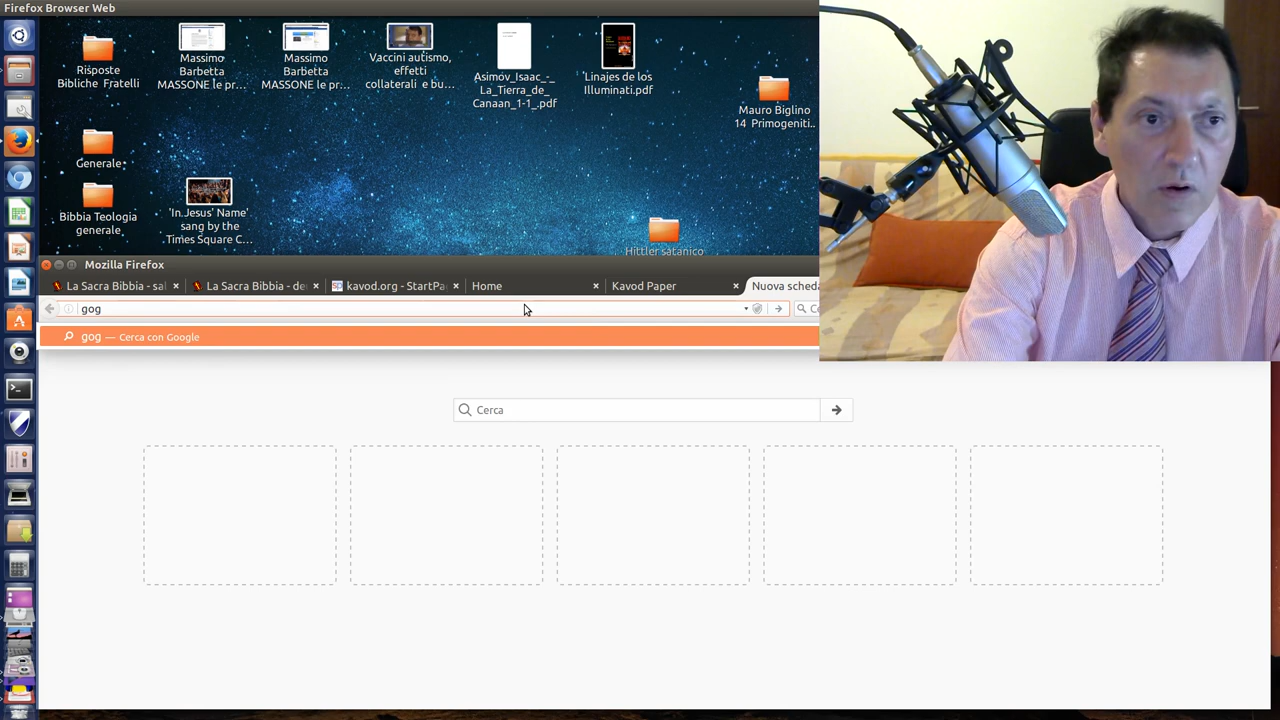 Firefox Browser Web
Risposte
Bibliche Fratelli
Massimo
Barbetta
MASSONE le pr...
Massimo
Barbetta
MASSONE le pr...
Vaccini autismo,
effetti
collaterali e bu...
Asimov_Isaac_-_
La_Tierra_de_
Canaan_1-1_.pdf
Linajes de los
Illuminati.pdf
Mauro Biglino
14 Primogeniti..
Generale
Bibbia Teologia
generale
'In Jesus' Name'
sang by the
Times Square C...
Hittler satanico
Mozilla Firefox
La Sacra Bibbia - sal
La Sacra Bibbia - de
kavod.org - StartPa
Home
Kavod Paper
Nuova scheda
gog
gog — Cerca con Google
Cerca